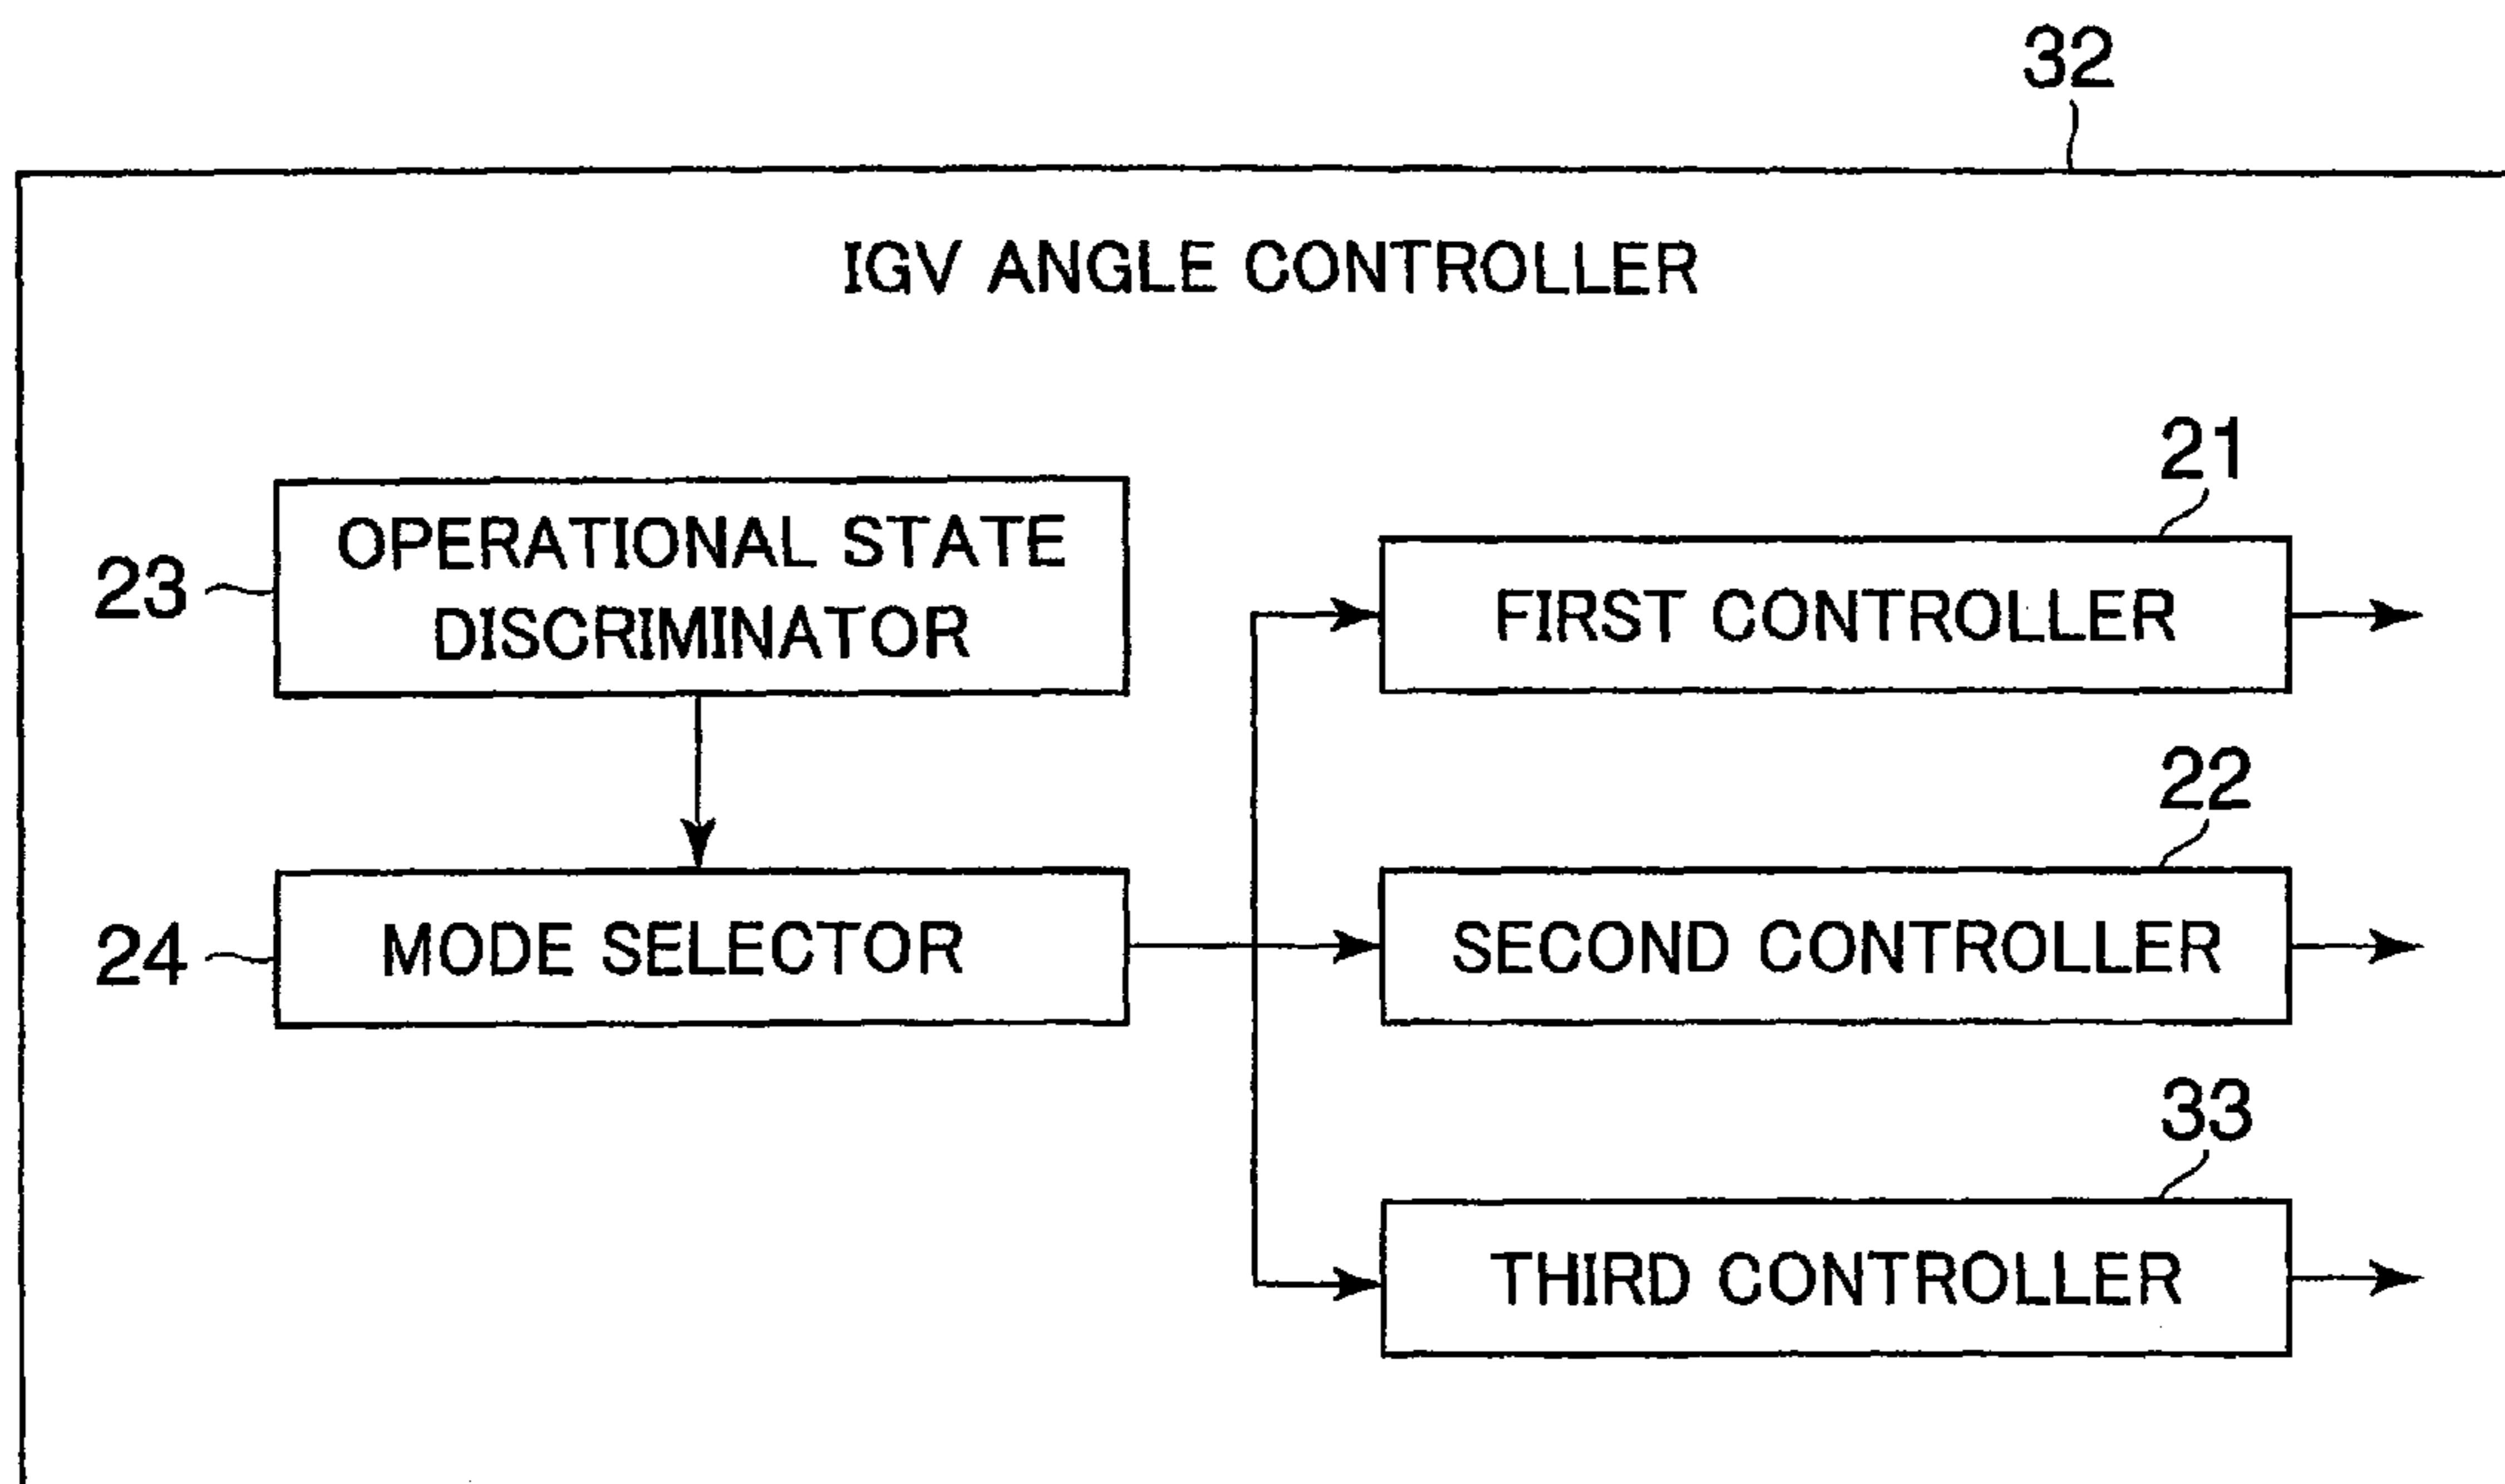 32
IGV ANGLE CONTROLLER
21
OPERATIONAL STATE
DISCRIMINATOR
23
FIRST CONTROLLER
22
24
MODE SELECTOR
SECOND CONTROLLER
33
THIRD CONTROLLER